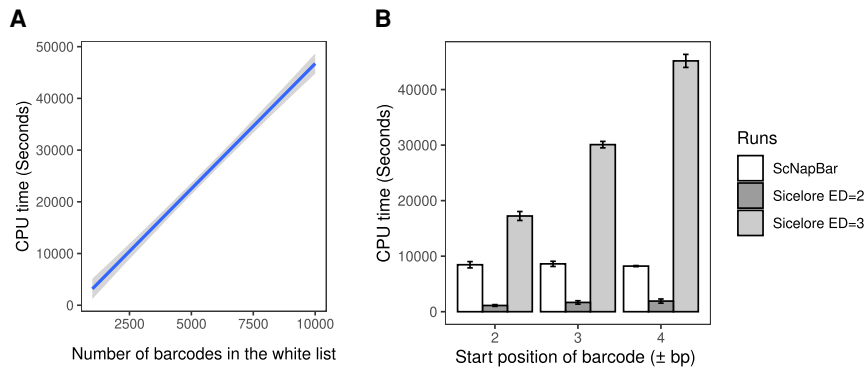 A
CPU time (Seconds)
50000
40000
30000
20000
10000
0
2500 5000 7500 10000
Number of barcodes in the white list
B
CPU time (Seconds)
40000
30000
20000
10000
0
2 3 4
Start position of barcode (± bp)
Runs
ScNapBar
Sicelore ED=2
Sicelore ED=3